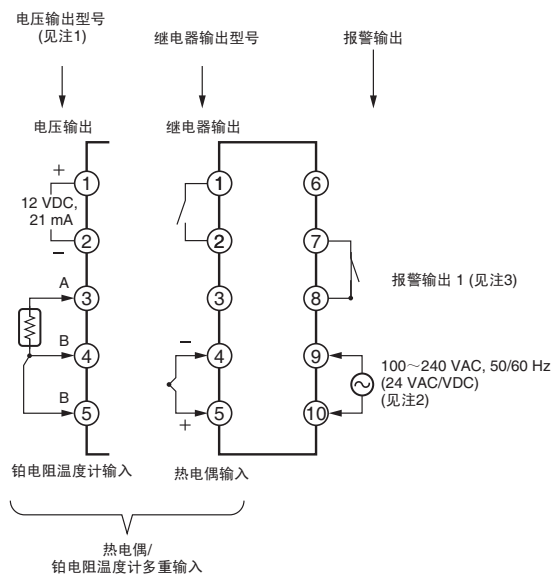 电压输出型号
(见注1)
继电器输出型号
报警输出
电压输出
继电器输出
+
12 VDC,
21 mA
−
1
2
A
3
B
4
B
5
1
2
3
−
4
5
+
6
7
8
9
10
报警输出 1 (见注3)
100～240 VAC, 50/60 Hz
(24 VAC/VDC)
(见注2)
铂电阻温度计输入
热电偶输入
热电偶/
铂电阻温度计多重输入